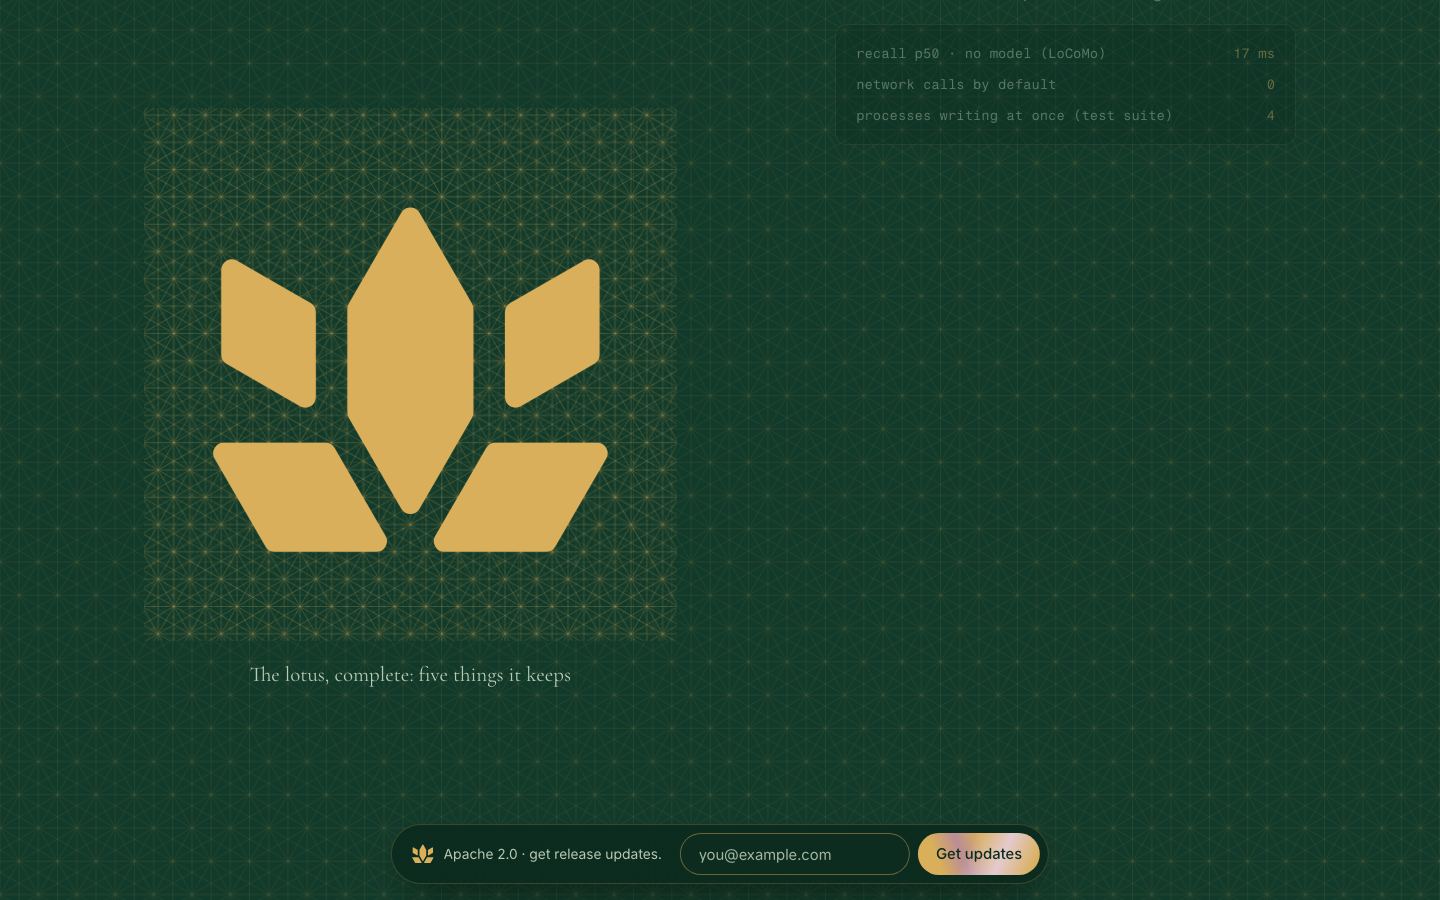 recall p50 · no model (LoCoMo) 17 ms
network calls by default 0
processes writing at once (test suite) 4
The lotus, complete: five things it keeps
Apache 2.0 · get release updates. you@example.com Get updates